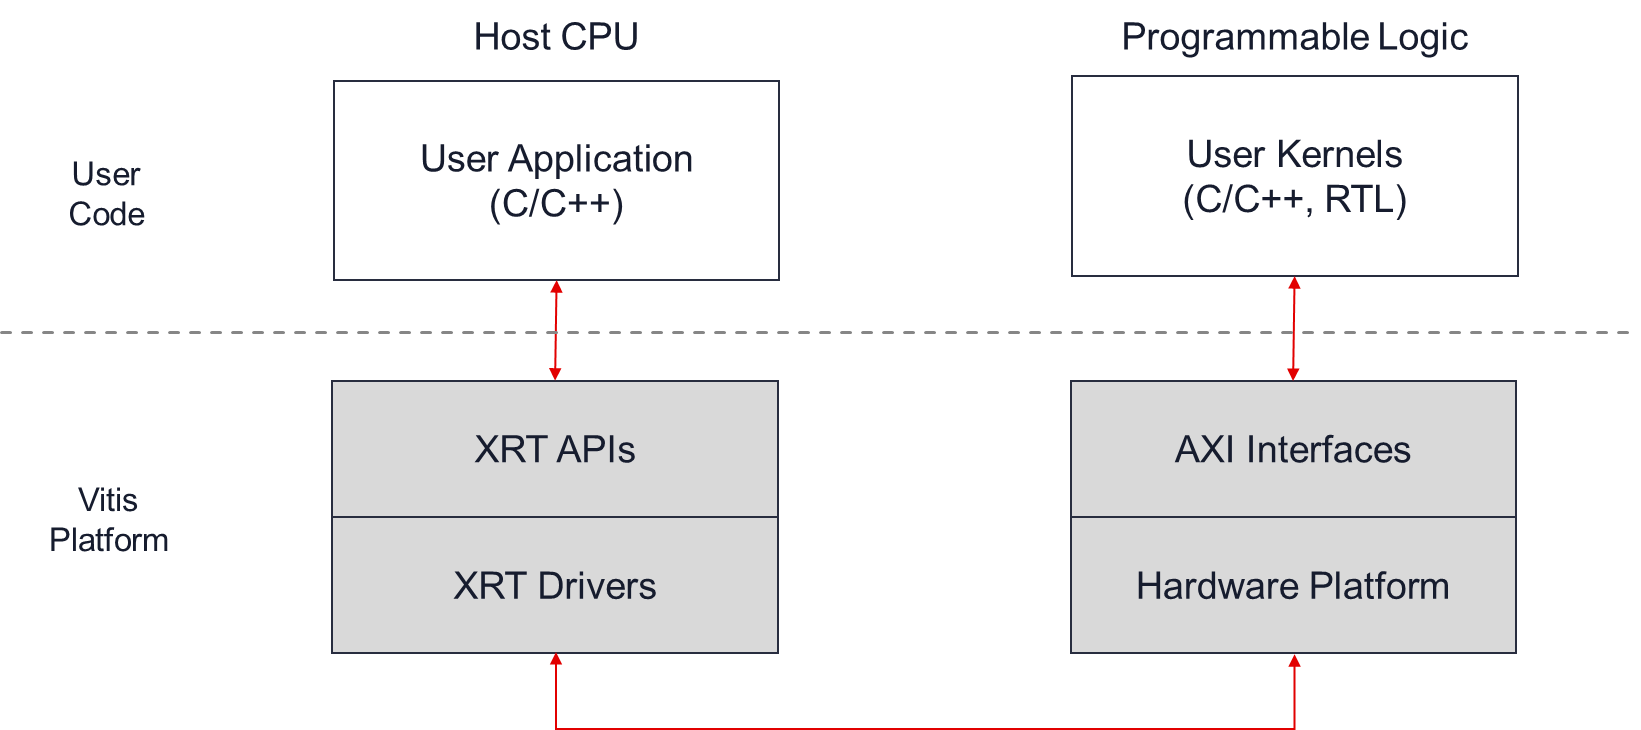 Host CPU
Programmable Logic
User
Code
User Application
(C/C++)
User Kernels
(C/C++, RTL)
Vitis
Platform
XRT APIs
XRT Drivers
AXI Interfaces
Hardware Platform